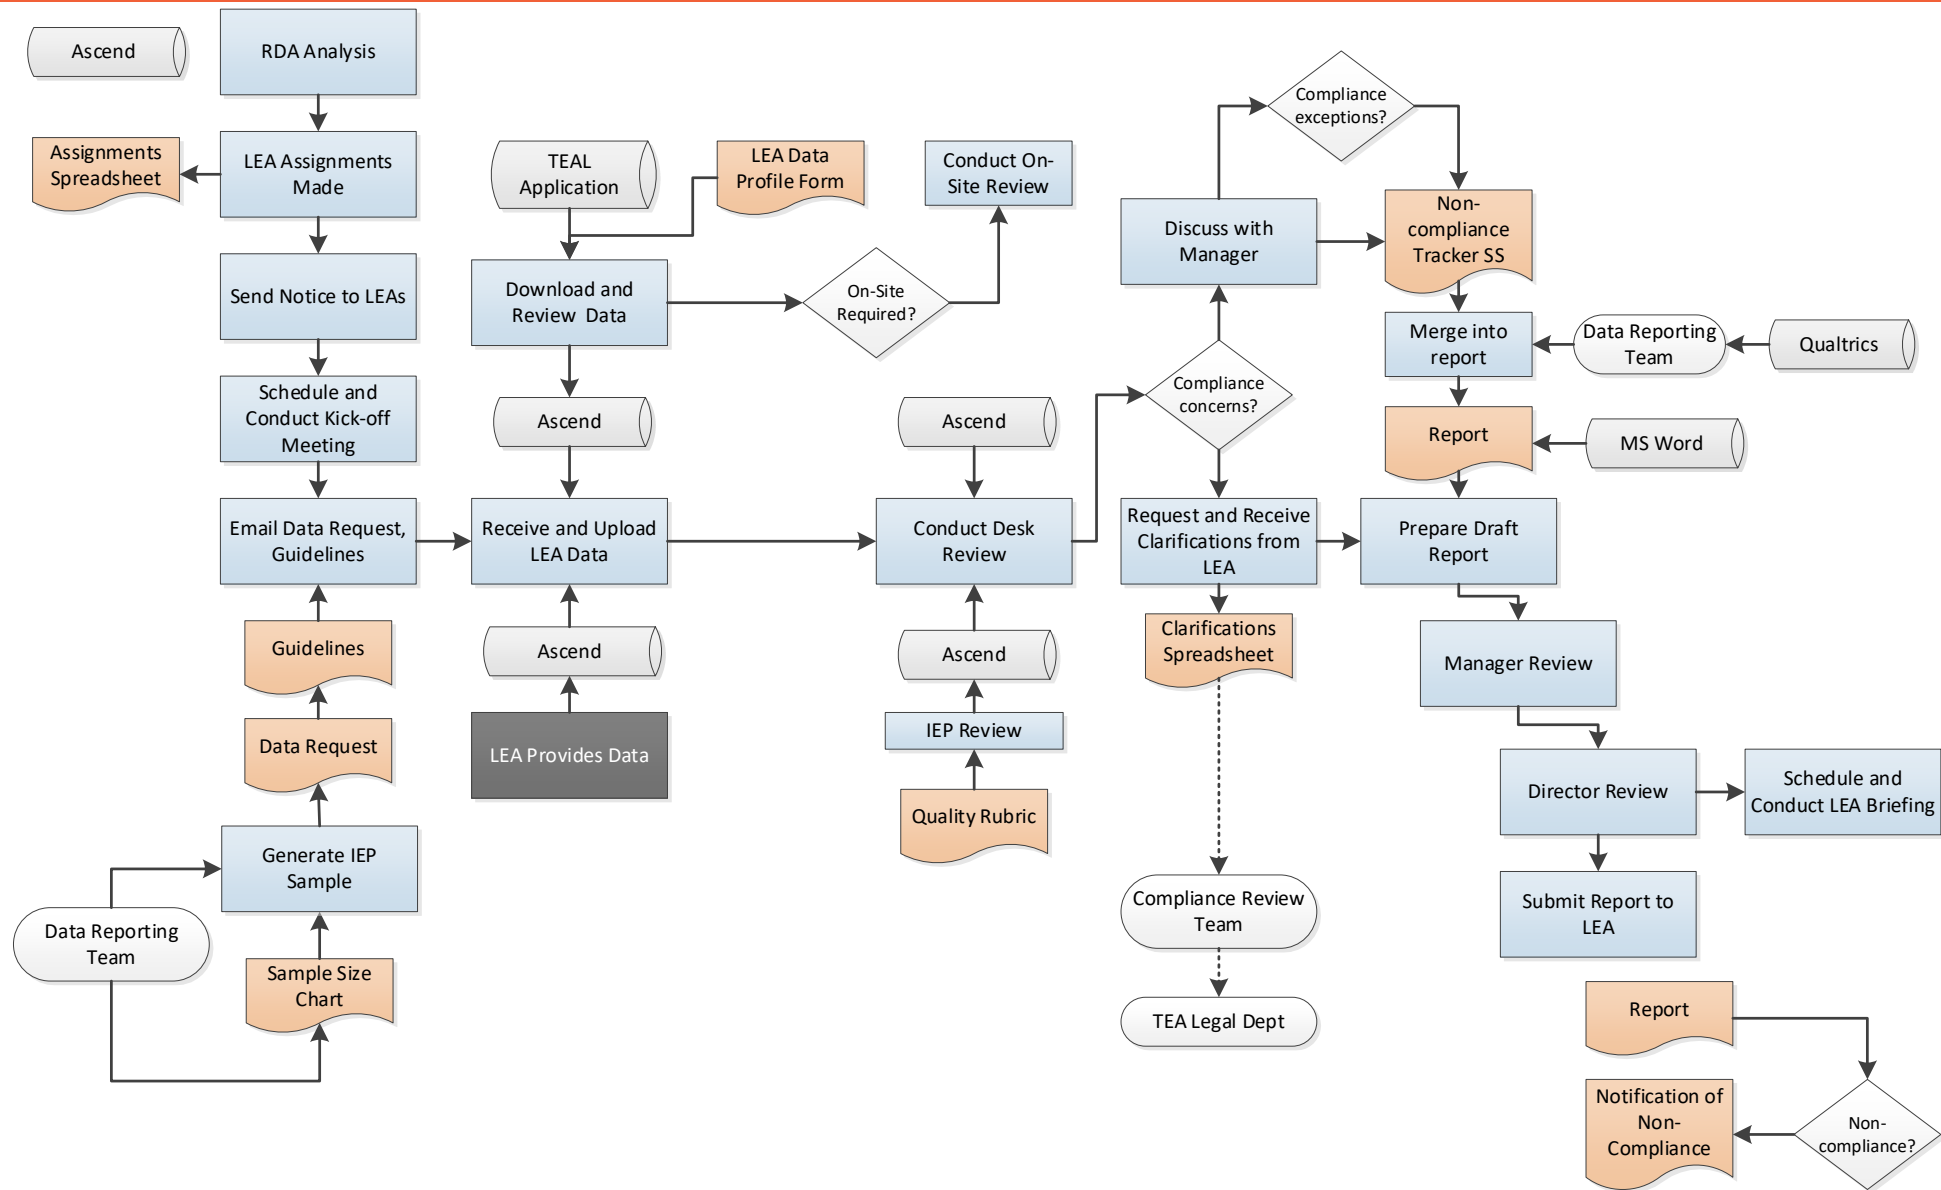 Ascend
RDA Analysis
Assignments
Spreadsheet
LEA Assignments
Made
Send Notice to LEAs
Schedule and
Conduct Kick-off
Meeting
Email Data Request,
Guidelines
Guidelines
Data Request
Generate IEP
Sample
Data Reporting
Team
Sample Size
Chart
TEAL
Application
LEA Data
Profile Form
Download and
Review Data
Ascend
Receive and Upload
LEA Data
Ascend
LEA Provides Data
Conduct On-
Site Review
On-Site
Required?
Ascend
Conduct Desk
Review
Ascend
IEP Review
Quality Rubric
Compliance
exceptions?
Discuss with
Manager
Compliance
concerns?
Request and Receive
Clarifications from
LEA
Clarifications
Spreadsheet
Compliance Review
Team
TEA Legal Dept
Non-
compliance
Tracker SS
Merge into
report
Data Reporting
Team
Qualtrics
Report
MS Word
Prepare Draft
Report
Manager Review
Director Review
Schedule and
Conduct LEA Briefing
Submit Report to
LEA
Report
Notification of
Non-
Compliance
Non-
compliance?